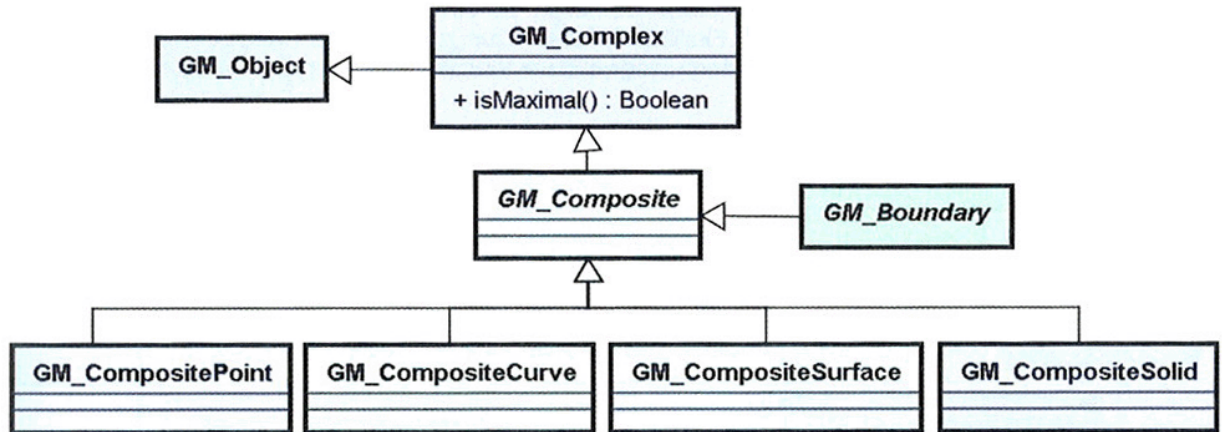 GM_Complex
GM_Object
+ isMaximal() : Boolean
GM_Composite
GM_Boundary
GM_CompositePoint
GM_CompositeCurve
GM_CompositeSurface
GM_CompositeSolid